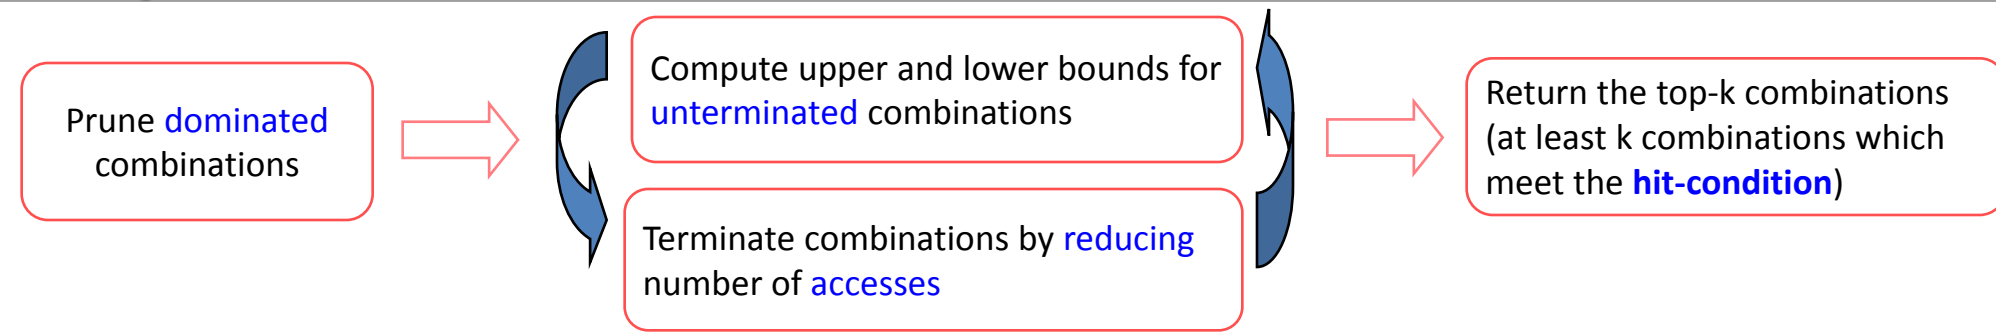 Prune dominated
combinations
Compute upper and lower bounds for
unterminated combinations
Terminate combinations by reducing
number of accesses
Return the top-k combinations
(at least k combinations which
meet the hit-condition)